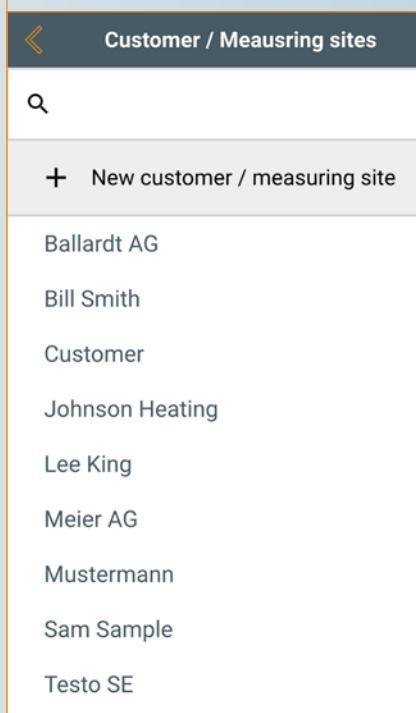 Customer / Meausring sites
New customer / measuring site
Ballardt AG
Bill Smith
Customer
Johnson Heating
Lee King
Meier AG
Mustermann
Sam Sample
Testo SE